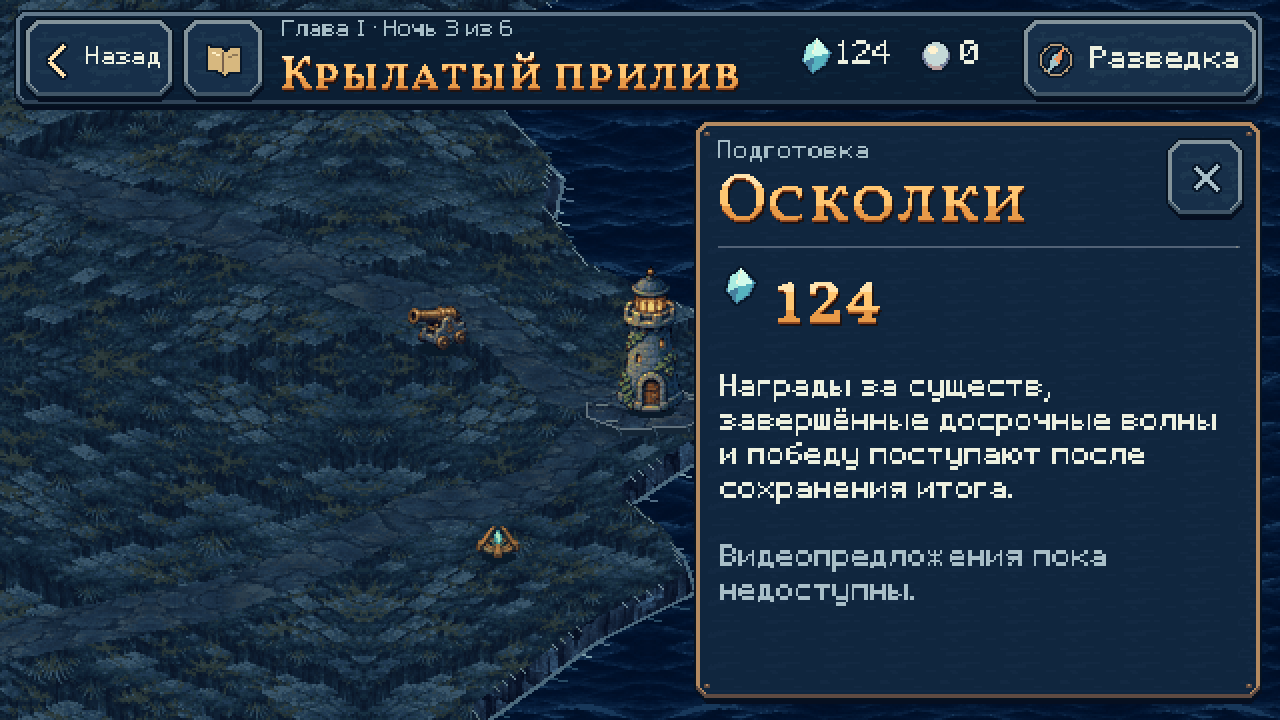 Назад
Глава I · Ночь 3 из 6
Крылатый прилив
124
0
Разведка
Подготовка
Осколки
124
Награды за существ,
завершённые досрочные волны
и победу поступают после
сохранения итога.
Видеопредложения пока
недоступны.